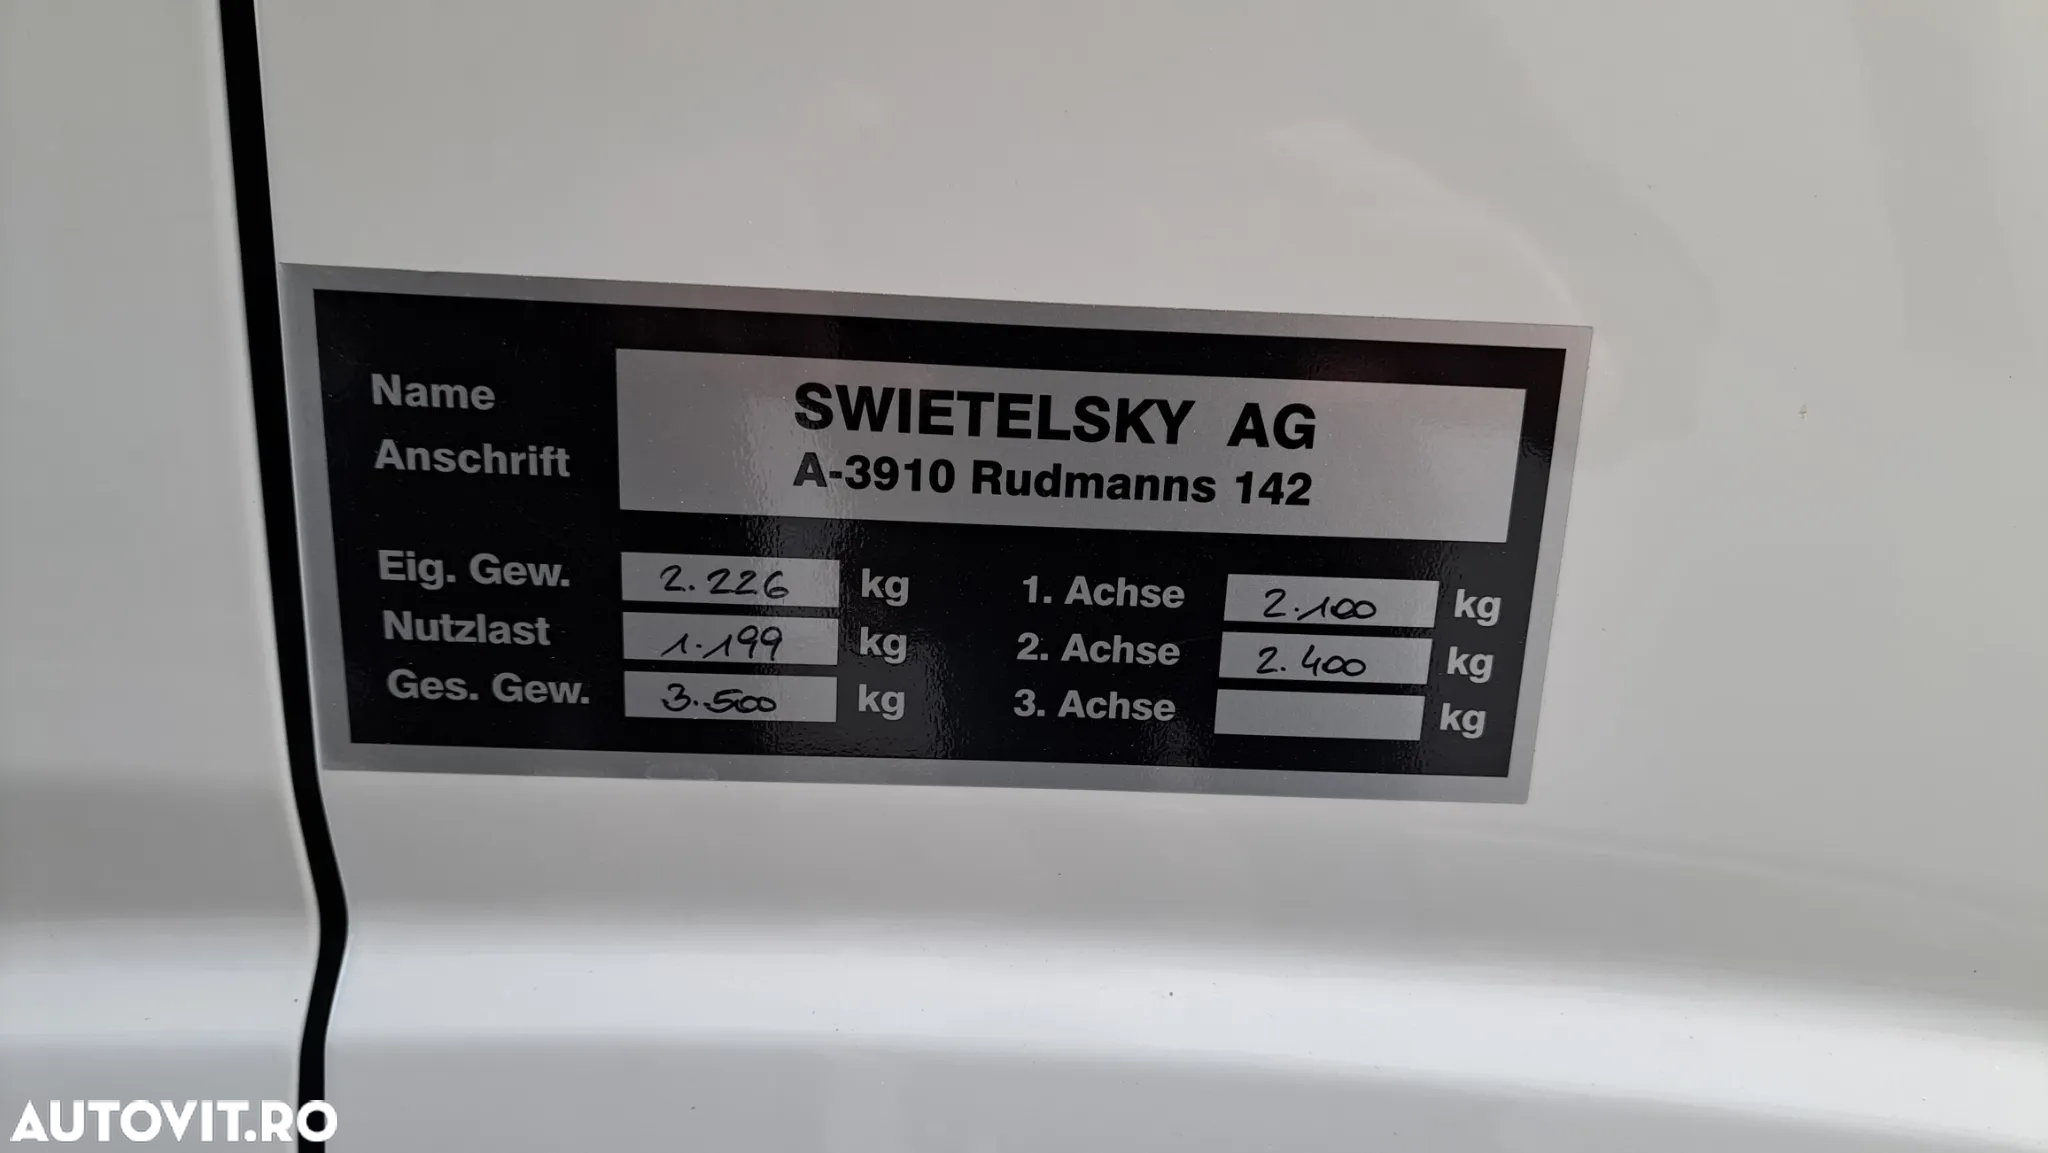 Name SWIETELSKY AG
Anschrift A-3910 Rudmanns 142
Eig. Gew. 2.226 kg 1. Achse 2.100 kg
Nutzlast 1.199 kg 2. Achse 2.400 kg
Ges. Gew. 3.500 kg 3. Achse kg
AUTOVIT.RO